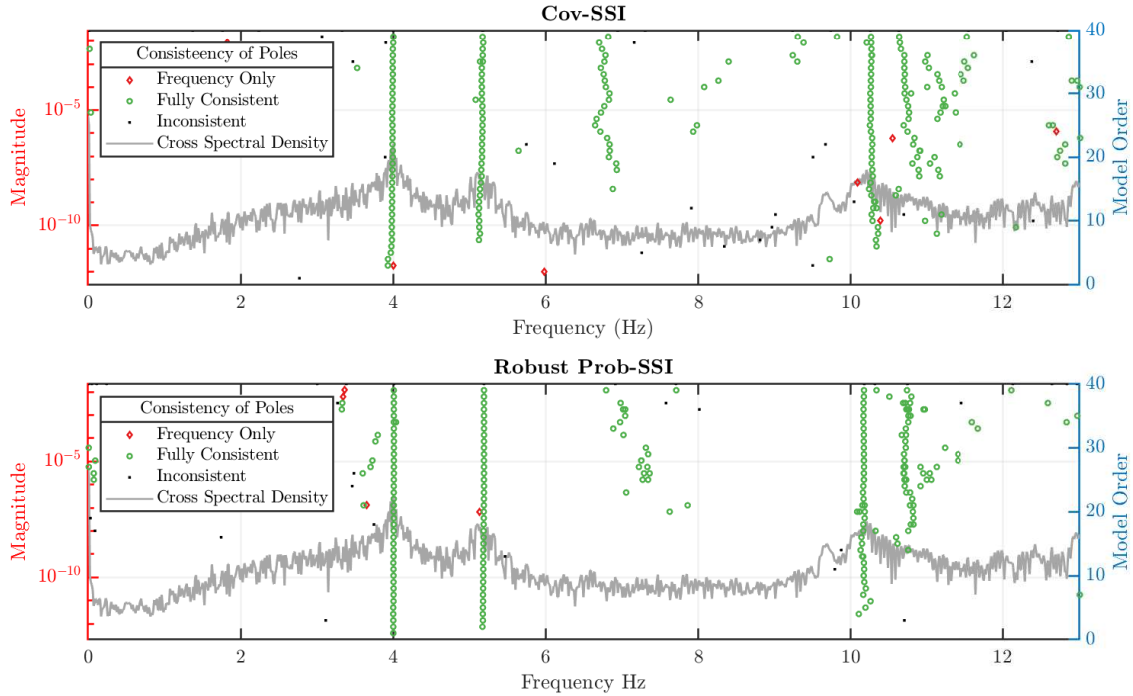 Cov-SSI
Consisteency of Poles
Frequency Only
Fully Consistent
Inconsistent
Cross Spectral Density
Magnitude
10^-5
10^-10
Model Order
40
30
20
10
0
0 2 4 6 8 10 12
Frequency (Hz)
Robust Prob-SSI
Consistency of Poles
Frequency Only
Fully Consistent
Inconsistent
Cross Spectral Density
Magnitude
10^-5
10^-10
Model Order
40
30
20
10
0
0 2 4 6 8 10 12
Frequency Hz